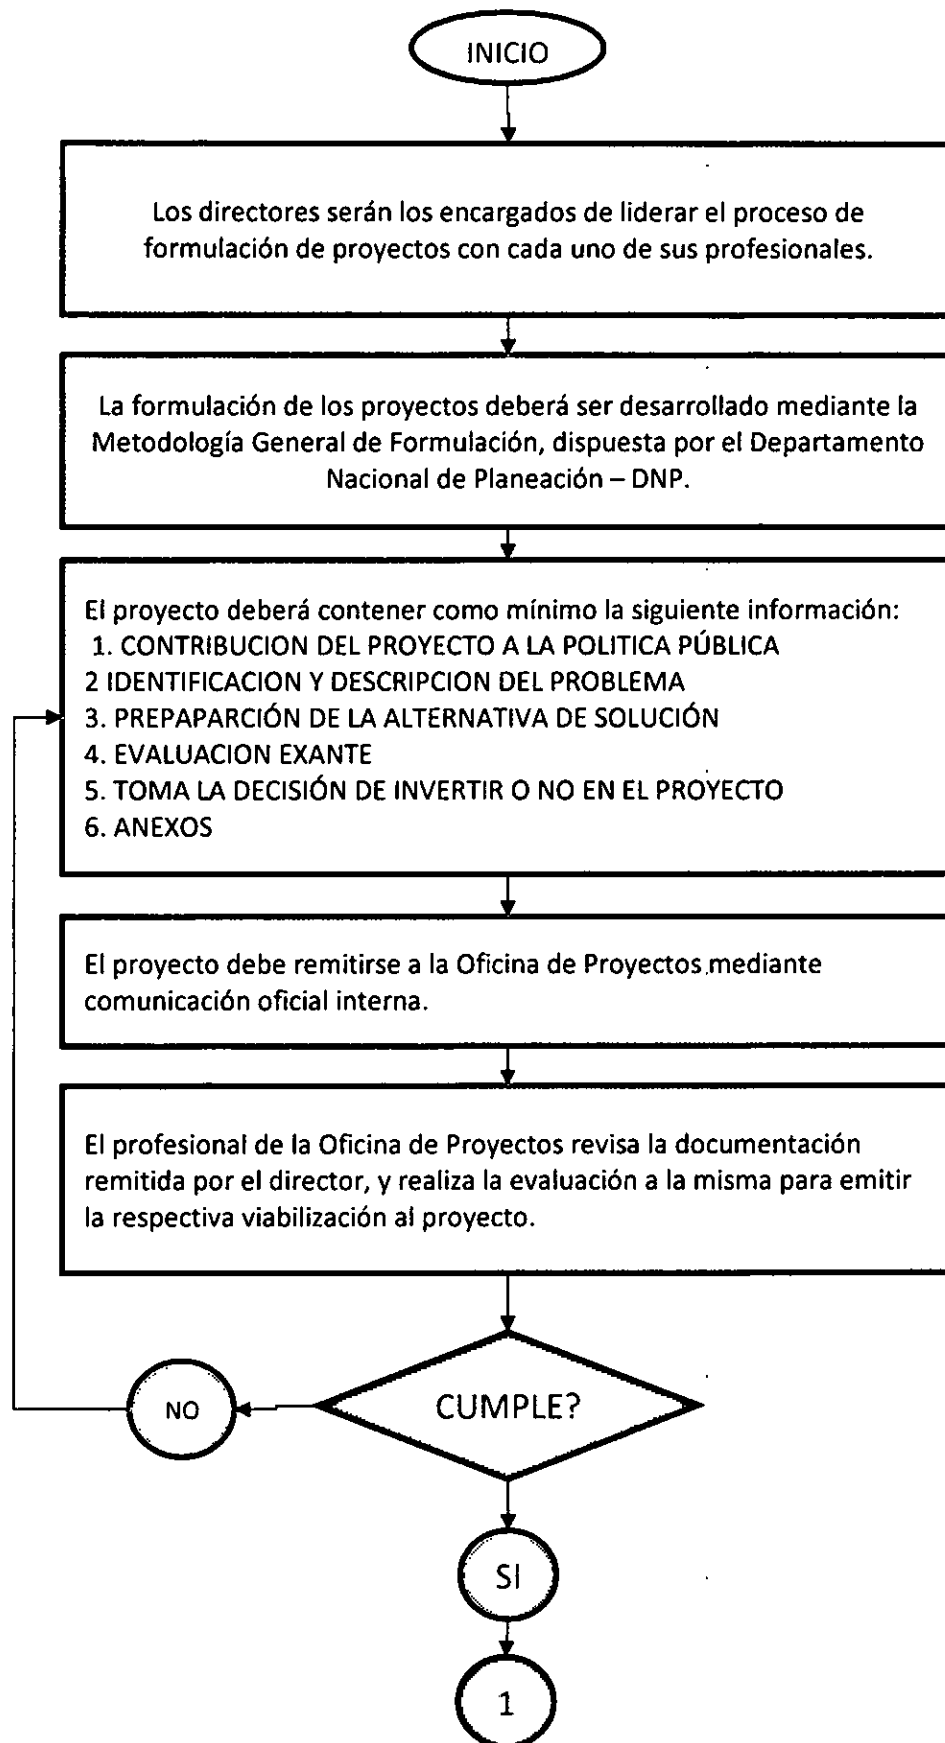 INICIO
Los directores serán los encargados de liderar el proceso de
formulación de proyectos con cada uno de sus profesionales.
La formulación de los proyectos deberá ser desarrollado mediante la
Metodología General de Formulación, dispuesta por el Departamento
Nacional de Planeación – DNP.
El proyecto deberá contener como mínimo la siguiente información:
1. CONTRIBUCION DEL PROYECTO A LA POLITICA PÚBLICA
2 IDENTIFICACION Y DESCRIPCION DEL PROBLEMA
3. PREPAPARCIÓN DE LA ALTERNATIVA DE SOLUCIÓN
4. EVALUACION EXANTE
5. TOMA LA DECISIÓN DE INVERTIR O NO EN EL PROYECTO
6. ANEXOS
El proyecto debe remitirse a la Oficina de Proyectos mediante
comunicación oficial interna.
El profesional de la Oficina de Proyectos revisa la documentación
remitida por el director, y realiza la evaluación a la misma para emitir
la respectiva viabilización al proyecto.
CUMPLE?
NO
SI
1